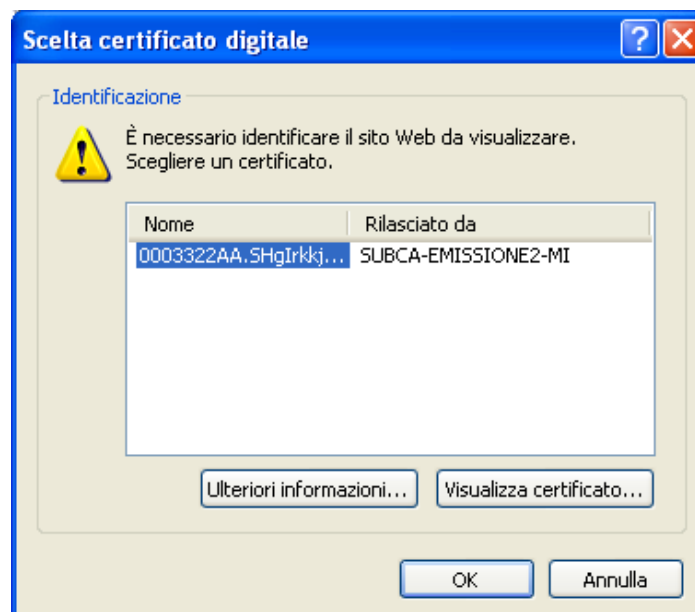 Scelta certificato digitale
Identificazione
È necessario identificare il sito Web da visualizzare.
Scegliere un certificato.
Nome Rilasciato da
0003322AA.SHgIrkkj... SUBCA-EMISSIONE2-MI
Ulteriori informazioni... Visualizza certificato...
OK Annulla